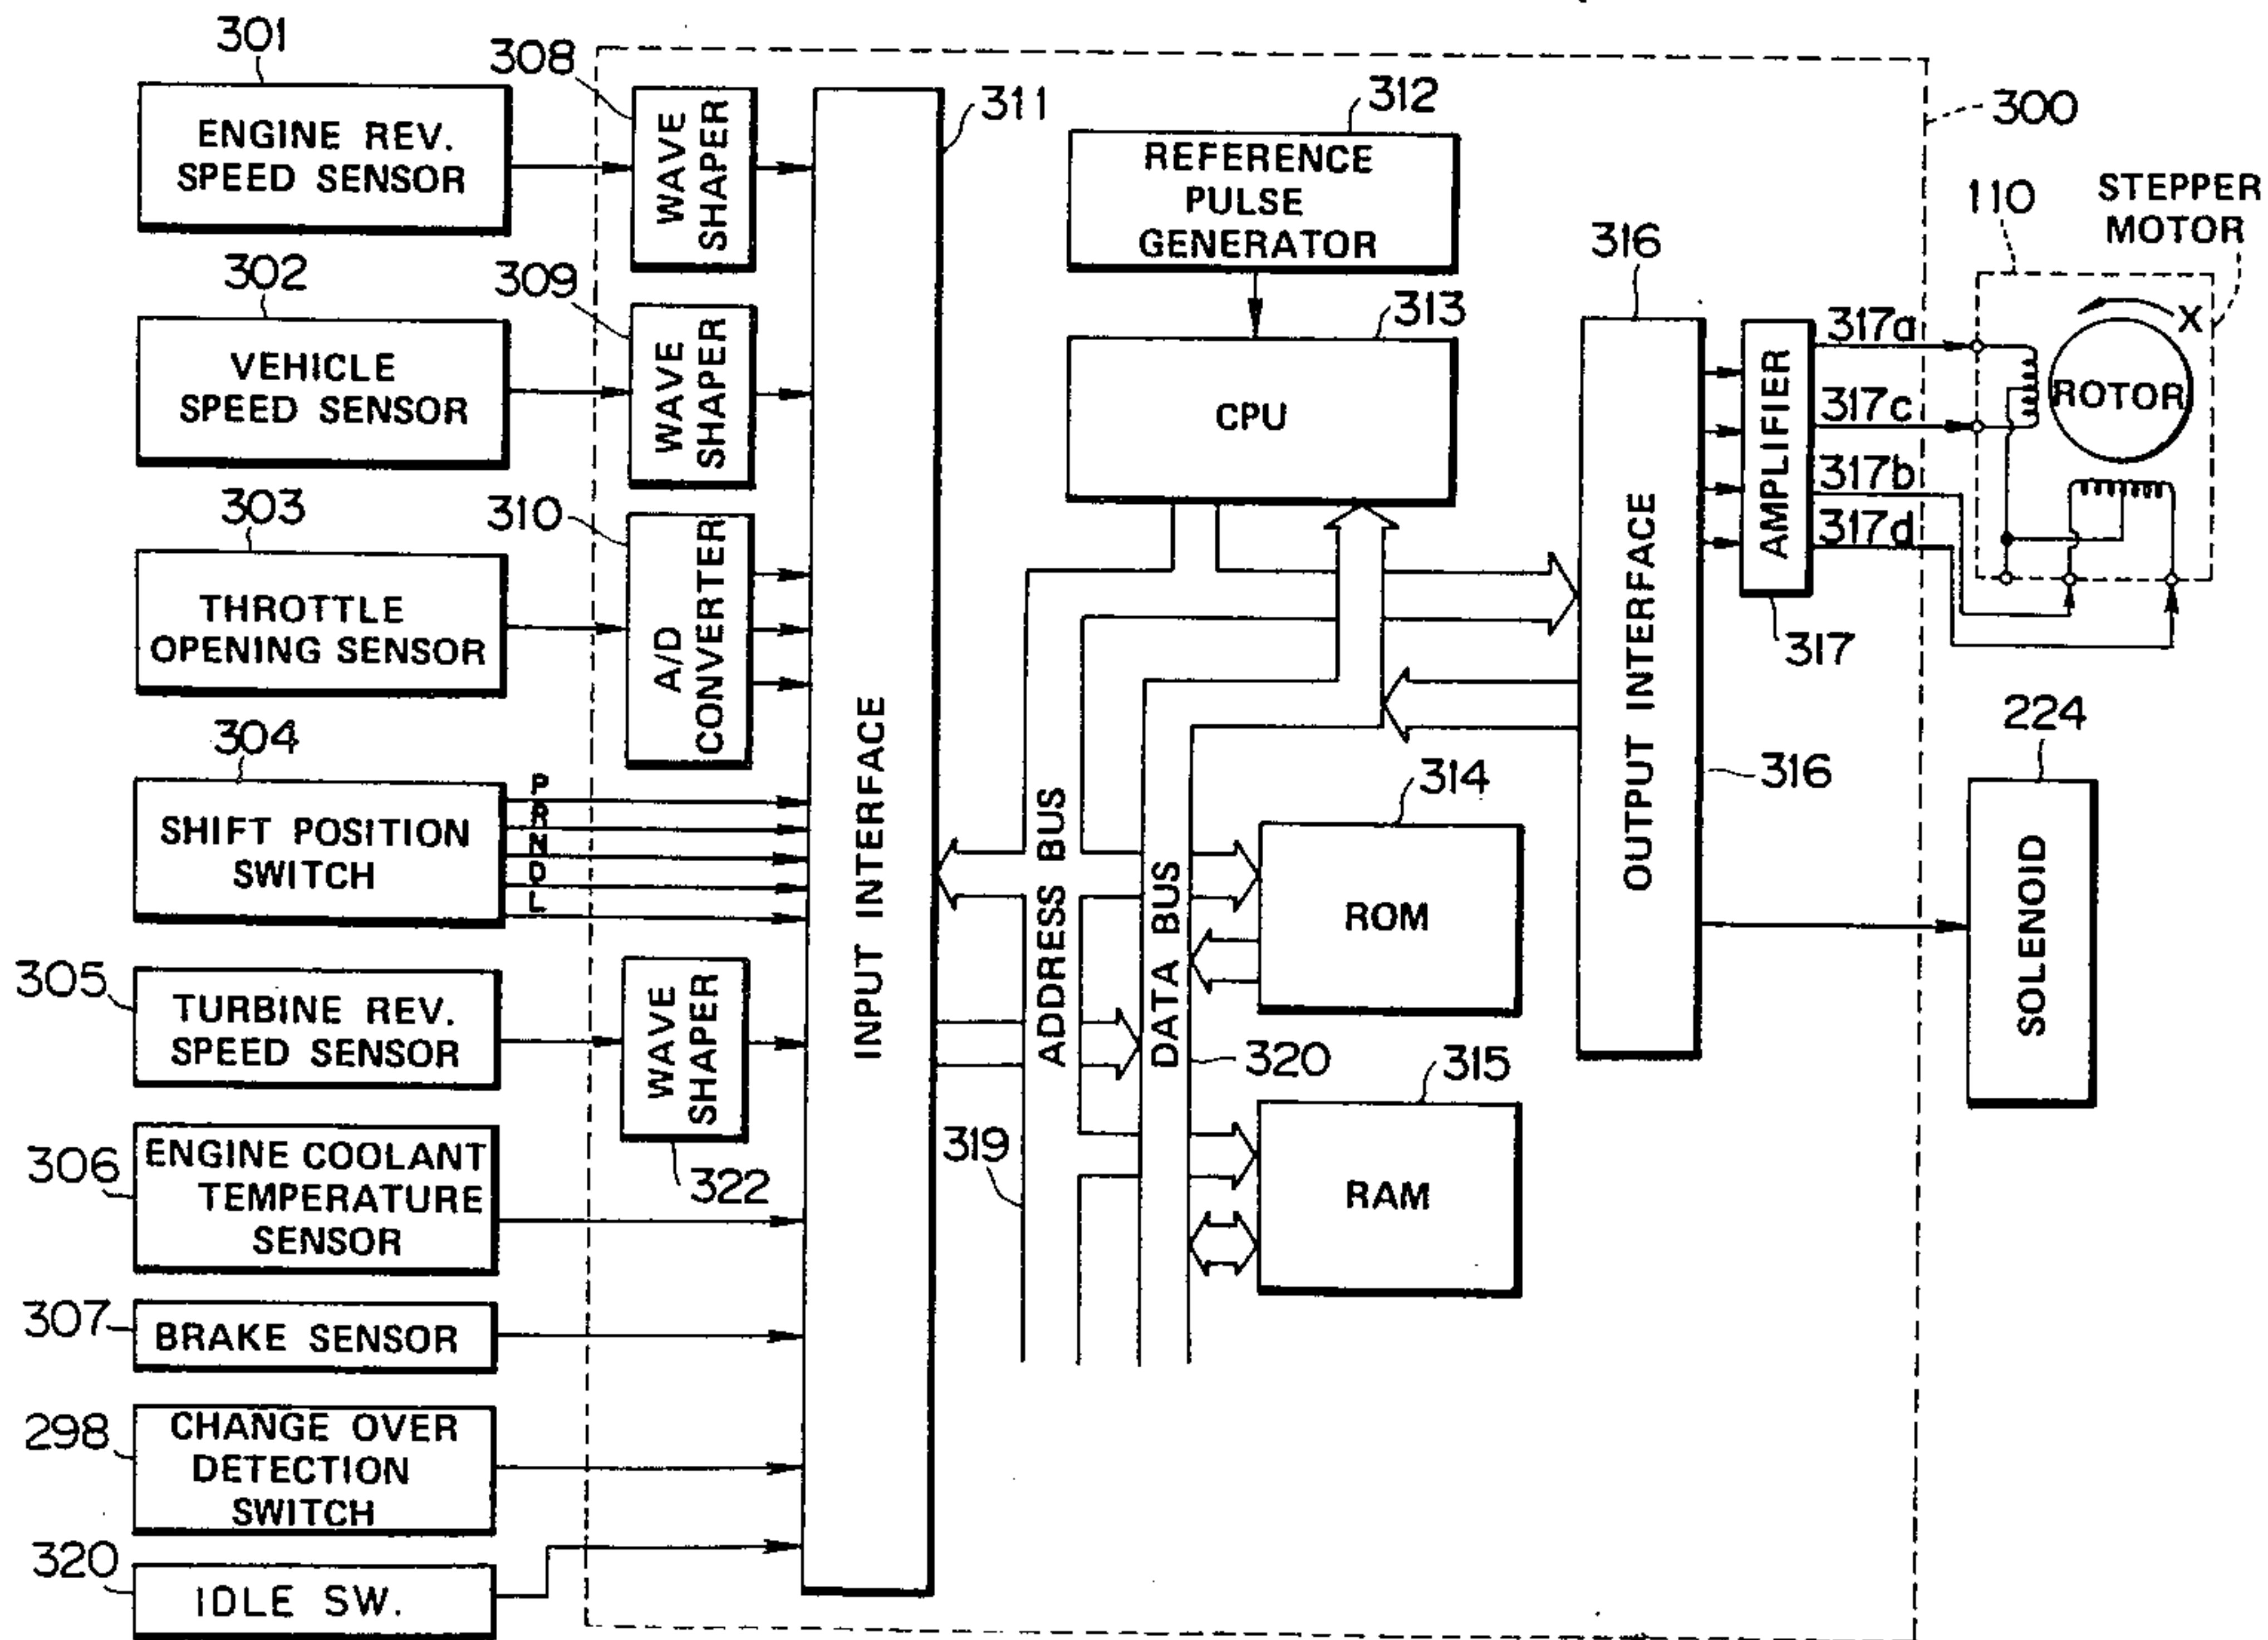 301
ENGINE REV.
SPEED SENSOR
302
VEHICLE
SPEED SENSOR
303
THROTTLE
OPENING SENSOR
304
SHIFT POSITION
SWITCH
P
R
N
D
L
305
TURBINE REV.
SPEED SENSOR
306
ENGINE COOLANT
TEMPERATURE
SENSOR
307
BRAKE SENSOR
298
CHANGE OVER
DETECTION
SWITCH
320
IDLE SW.
308
WAVE
SHAPER
309
WAVE
SHAPER
310
A/D
CONVERTER
WAVE
SHAPER
322
311
INPUT INTERFACE
312
REFERENCE
PULSE
GENERATOR
313
CPU
ADDRESS BUS
319
DATA BUS
320
314
ROM
315
RAM
316
OUTPUT INTERFACE
316
AMPLIFIER
317
317a
317c
317b
317d
300
110
STEPPER
MOTOR
X
ROTOR
224
SOLENOID